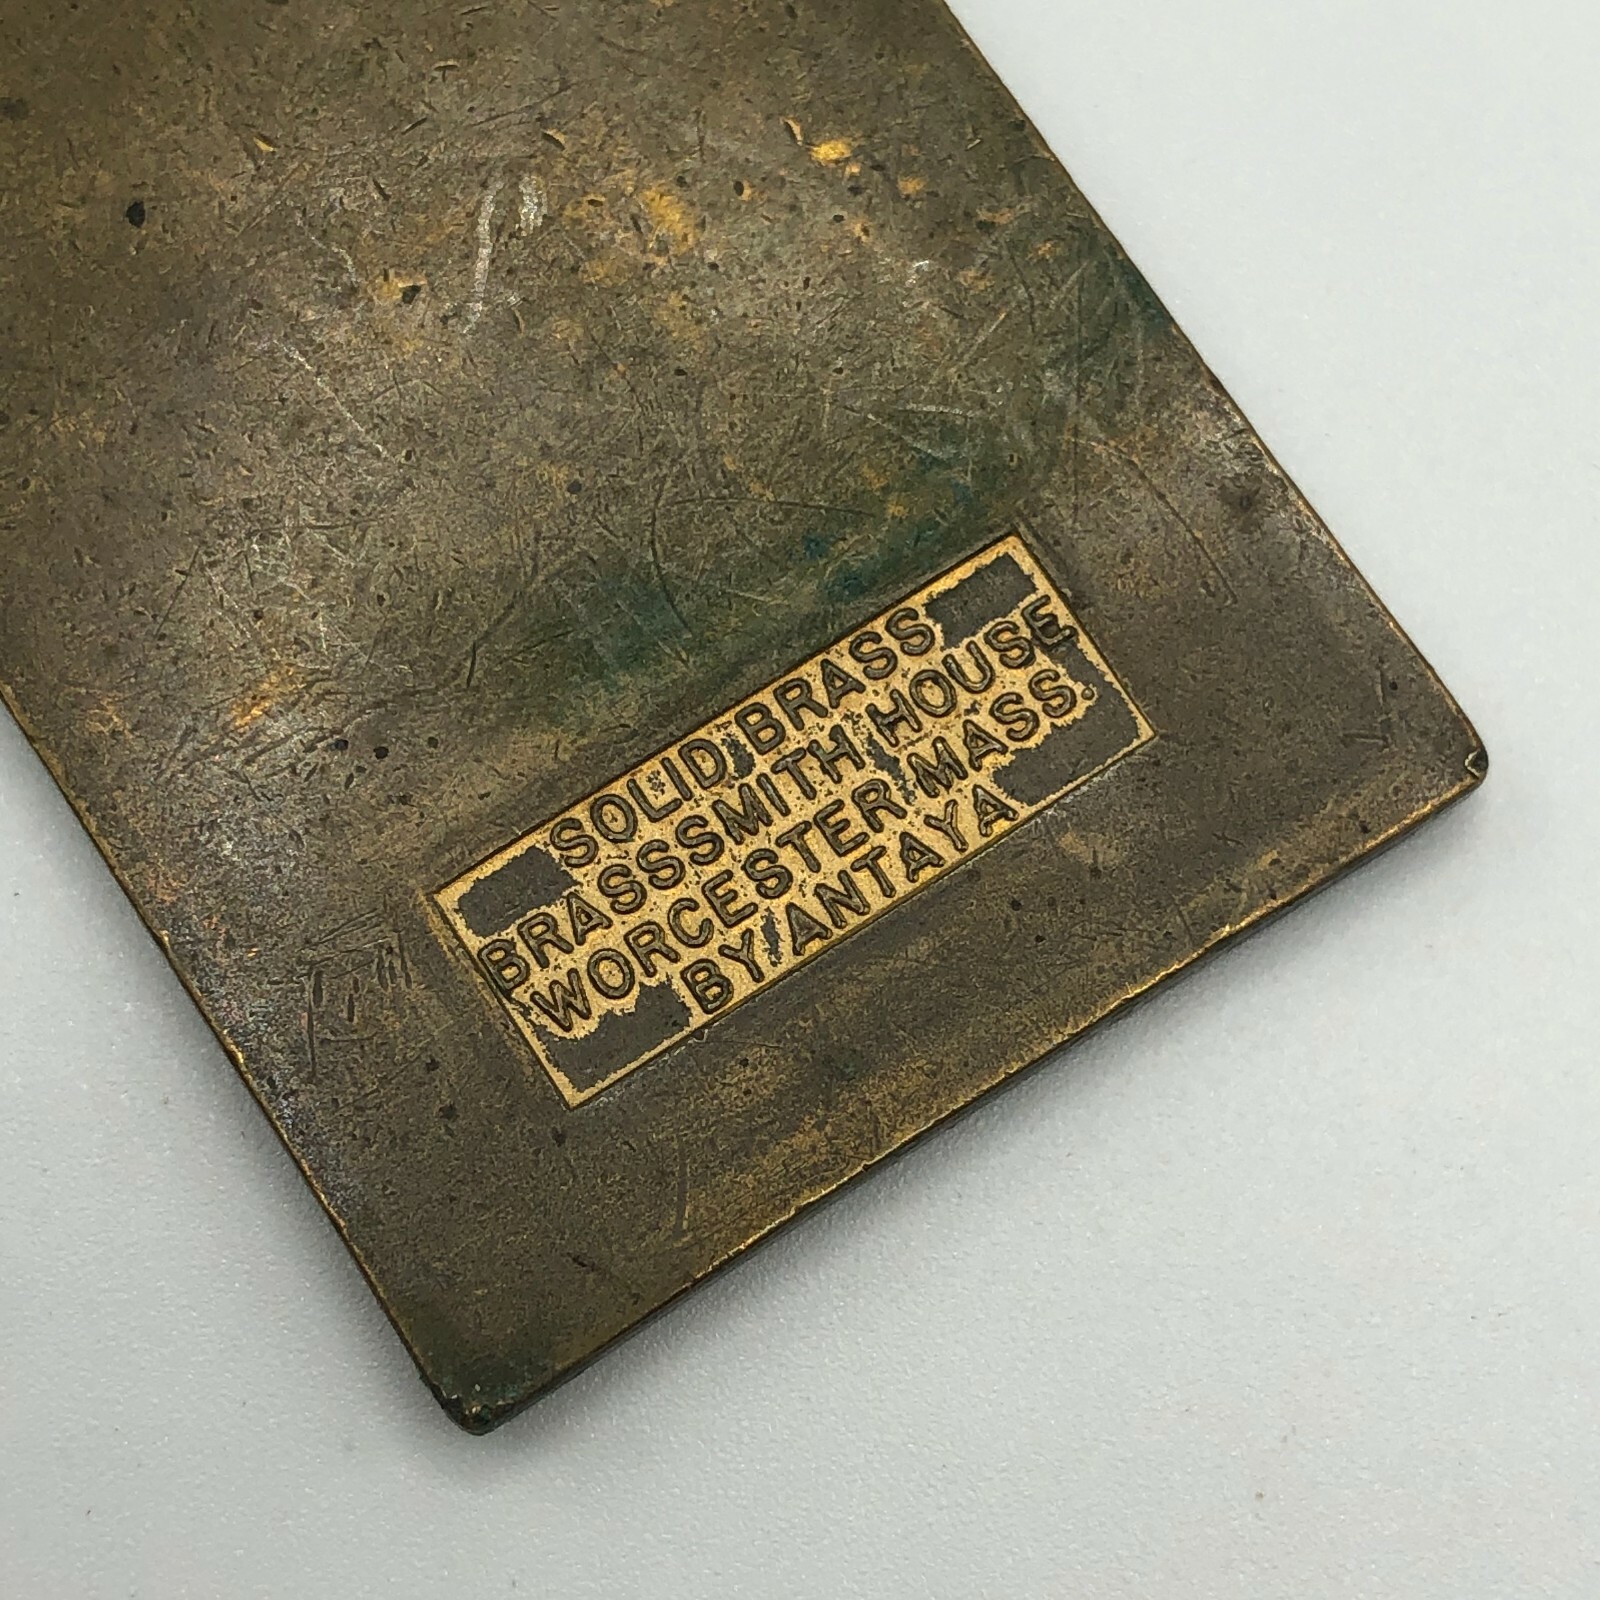 SOLID BRASS
BRASSSMITH HOUSE
WORCESTER MASS.
BY ANTAYA